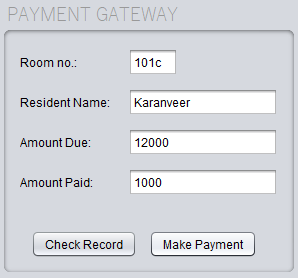 PAYMENT GATEWAY
Room no.: 101c
Resident Name: Karanveer
Amount Due: 12000
Amount Paid: 1000
Check Record Make Payment